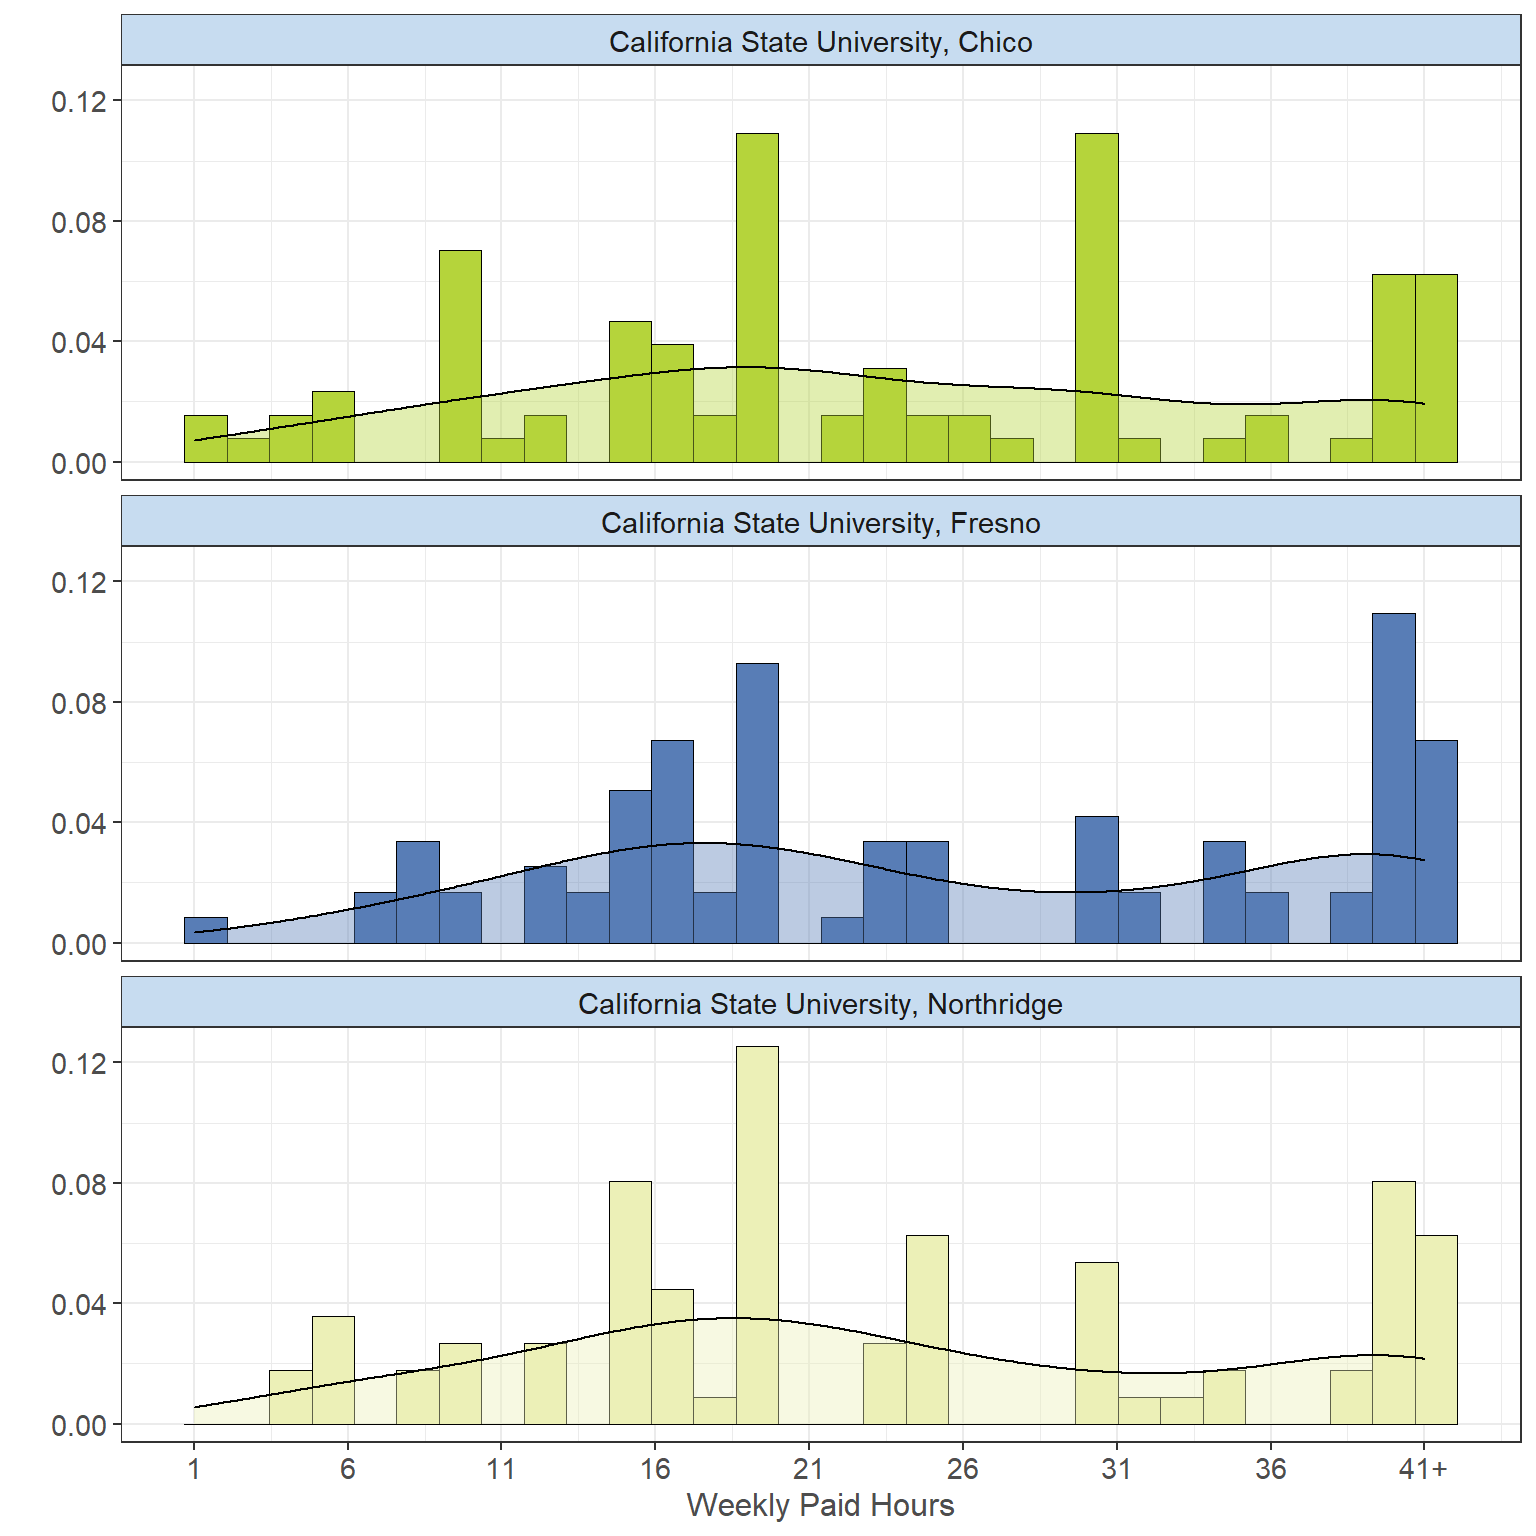 California State University, Chico
0.12
0.08
0.04
0.00
California State University, Fresno
0.12
0.08
0.04
0.00
California State University, Northridge
0.12
0.08
0.04
0.00
1 6 11 16 21 26 31 36 41+
Weekly Paid Hours